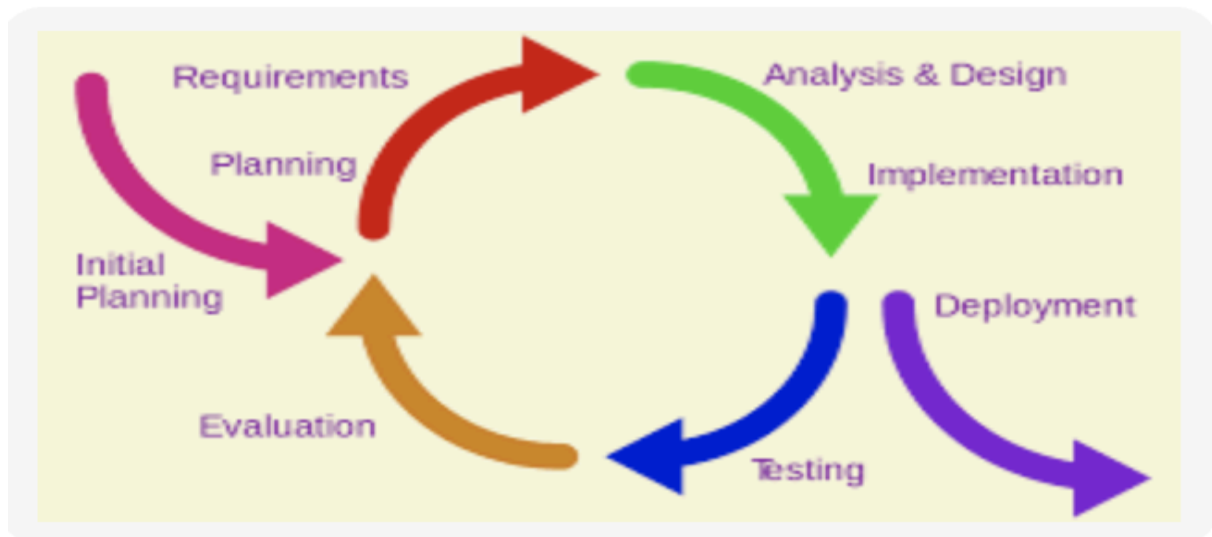 Requirements
Analysis & Design
Planning
Implementation
Initial
Planning
Deployment
Evaluation
Testing